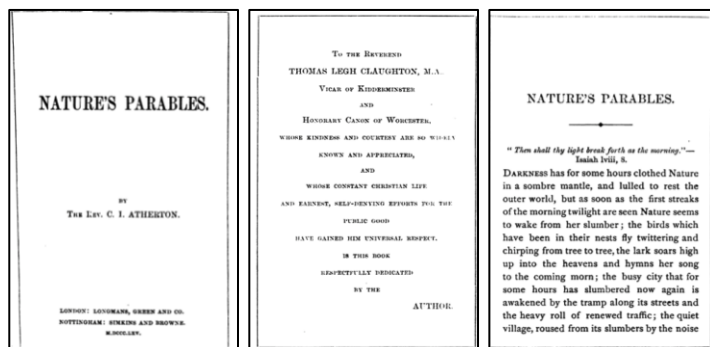 NATURE'S PARABLES.
BY
THE REV. C. I. ATHERTON.
LONDON: LONGMANS, GREEN AND CO.
NOTTINGHAM: SIMKINS AND BROWNE.
M.DCCC.LXV.
TO THE REVEREND
THOMAS LEGH CLAUGHTON, M.A.
VICAR OF KIDDERMINSTER
AND
HONORARY CANON OF WORCESTER,
WHOSE KINDNESS AND COURTESY ARE SO WIDELY
KNOWN AND APPRECIATED,
AND
WHOSE CONSTANT CHRISTIAN LIFE
AND EARNEST, SELF-DENYING EFFORTS FOR THE
PUBLIC GOOD
HAVE GAINED HIM UNIVERSAL RESPECT,
IS THIS BOOK
RESPECTFULLY DEDICATED
BY THE
AUTHOR.
NATURE'S PARABLES.
"Then shall thy light break forth as the morning."—
Isaiah lviii, 8.
DARKNESS has for some hours clothed Nature
in a sombre mantle, and lulled to rest the
outer world, but as soon as the first streaks
of the morning twilight are seen Nature seems
to wake from her slumber; the birds which
have been in their nests fly twittering and
chirping from tree to tree, the lark soars high
up into the heavens and hymns her song
to the coming morn; the busy city that for
some hours has slumbered now again is
awakened by the tramp along its streets and
the heavy roll of renewed traffic; the quiet
village, roused from its slumbers by the noise